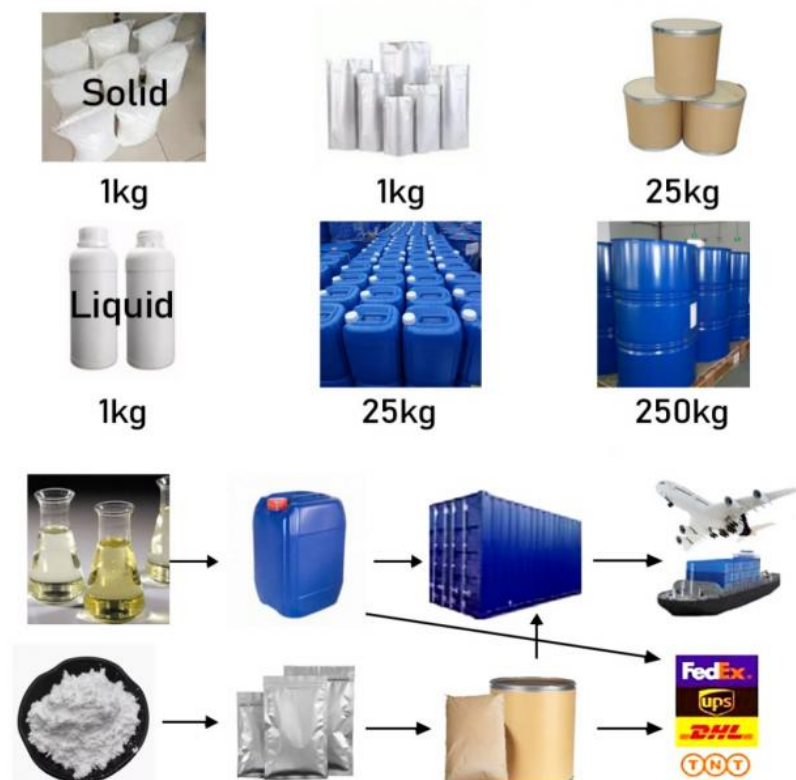 Solid
1kg
1kg
25kg
Liquid
1kg
25kg
250kg
FedEx
ups
DHL
TNT